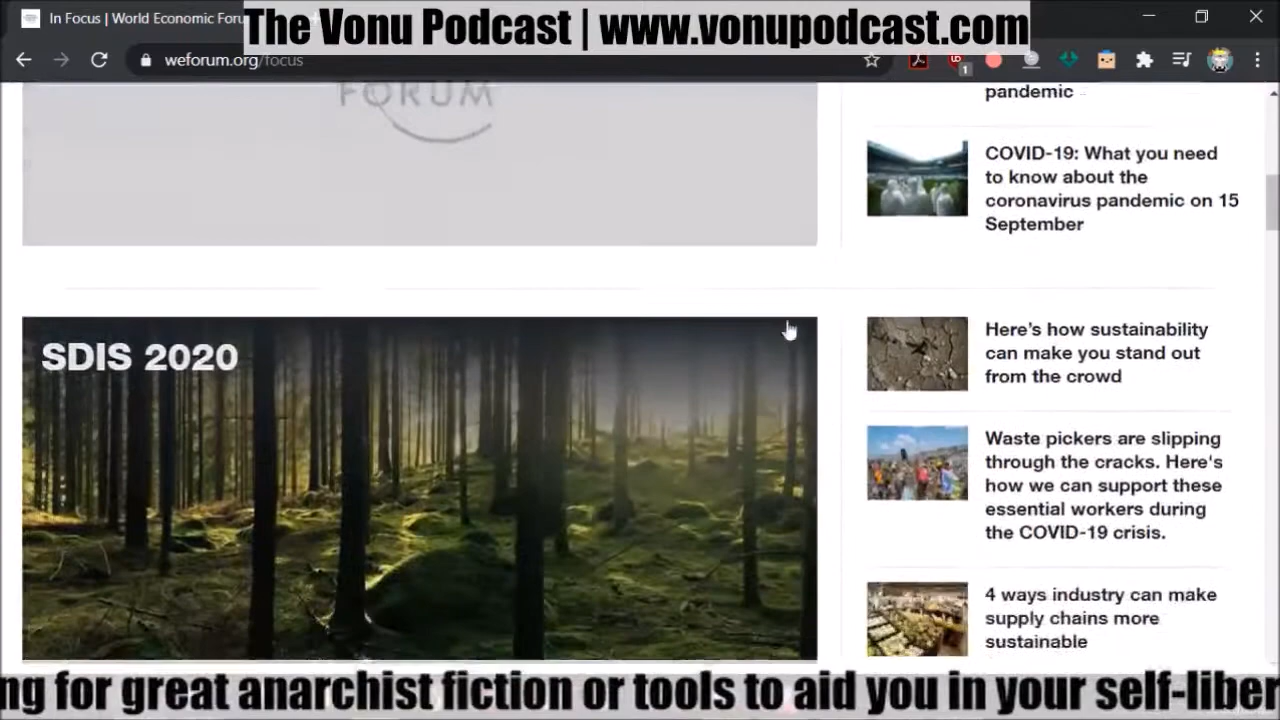 In Focus | World Economic Foru
The Vonu Podcast | www.vonupodcast.com
weforum.org/focus
1
FORUM
pandemic
COVID-19: What you need
to know about the
coronavirus pandemic on 15
September
SDIS 2020
Here's how sustainability
can make you stand out
from the crowd
Waste pickers are slipping
through the cracks. Here's
how we can support these
essential workers during
the COVID-19 crisis.
4 ways industry can make
supply chains more
sustainable
ng for great anarchist fiction or tools to aid you in your self-liber